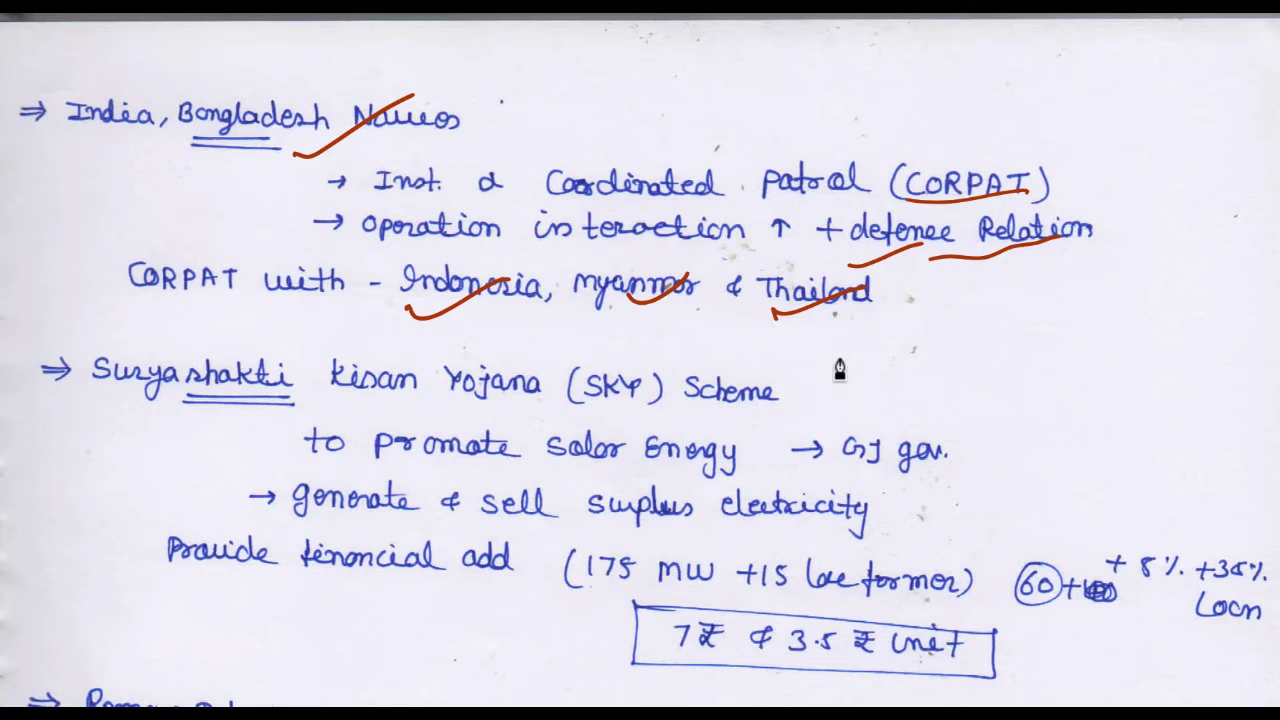 ⇒ India, Bangladesh Navies
→ Inst. a Coordinated patrol (CORPAT)
→ operation interaction ↑ + defence Relation
CORPAT with - Indonesia, Myanmar & Thailand
⇒ Suryashakti kisan Yojana (SKY) Scheme
to promote solar Energy → GJ gov.
→ generate & sell surplus electricity
Provide financial add (175 MW +15 lac farmer) 60 + + 5% +35% Loan
7₹ & 3.5 ₹ unit
⇒